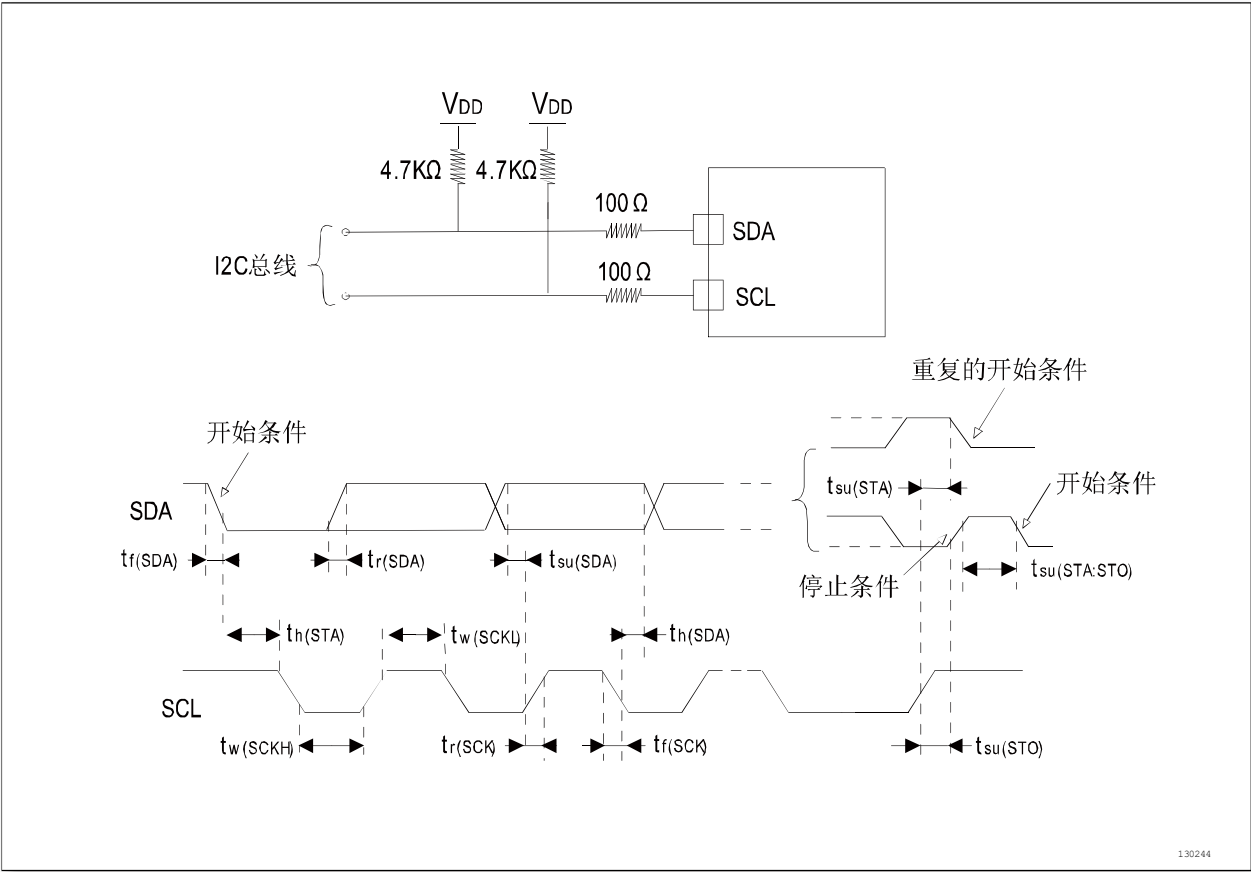 VDD VDD
4.7KΩ 4.7KΩ
100 Ω
SDA
I2C总线
100 Ω
SCL
重复的开始条件
开始条件
tsu(STA)
开始条件
SDA
tf(SDA) tr(SDA) tsu(SDA)
停止条件
tsu(STA:STO)
th(STA) tw(SCKL) th(SDA)
SCL
tw(SCKH) tr(SCK) tf(SCK) tsu(STO)
130244